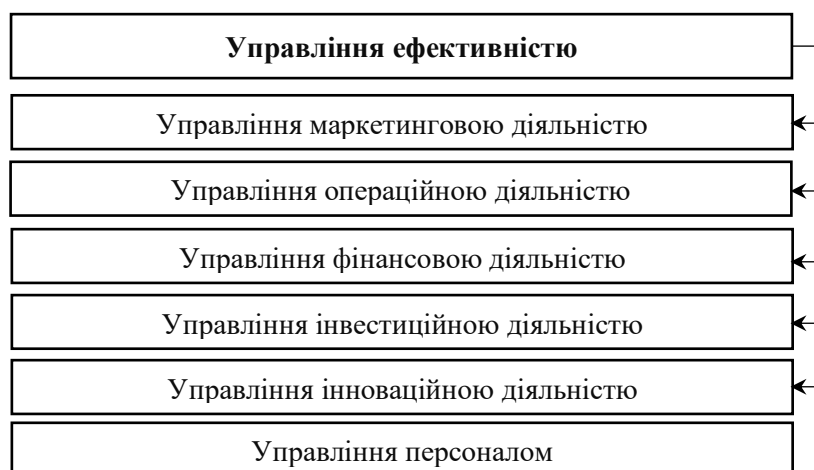 Управління ефективністю
Управління маркетинговою діяльністю
Управління операційною діяльністю
Управління фінансовою діяльністю
Управління інвестиційною діяльністю
Управління інноваційною діяльністю
Управління персоналом